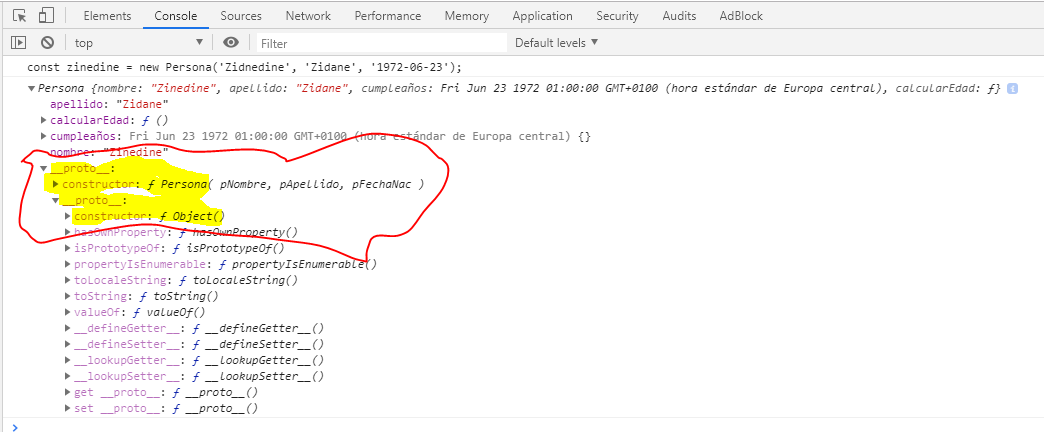 Elements Console Sources Network Performance Memory Application Security Audits AdBlock
top Filter Default levels
const zinedine = new Persona('Zidnedine', 'Zidane', '1972-06-23');
Persona {nombre: "Zinedine", apellido: "Zidane", cumpleaños: Fri Jun 23 1972 01:00:00 GMT+0100 (hora estándar de Europa central), calcularEdad: ƒ} i
apellido: "Zidane"
calcularEdad: ƒ ()
cumpleaños: Fri Jun 23 1972 01:00:00 GMT+0100 (hora estándar de Europa central) {}
nombre: "Zinedine"
__proto__:
constructor: ƒ Persona( pNombre, pApellido, pFechaNac )
__proto__:
constructor: ƒ Object()
hasOwnProperty: ƒ hasOwnProperty()
isPrototypeOf: ƒ isPrototypeOf()
propertyIsEnumerable: ƒ propertyIsEnumerable()
toLocaleString: ƒ toLocaleString()
toString: ƒ toString()
valueOf: ƒ valueOf()
__defineGetter__: ƒ __defineGetter__()
__defineSetter__: ƒ __defineSetter__()
__lookupGetter__: ƒ __lookupGetter__()
__lookupSetter__: ƒ __lookupSetter__()
get __proto__: ƒ __proto__()
set __proto__: ƒ __proto__()